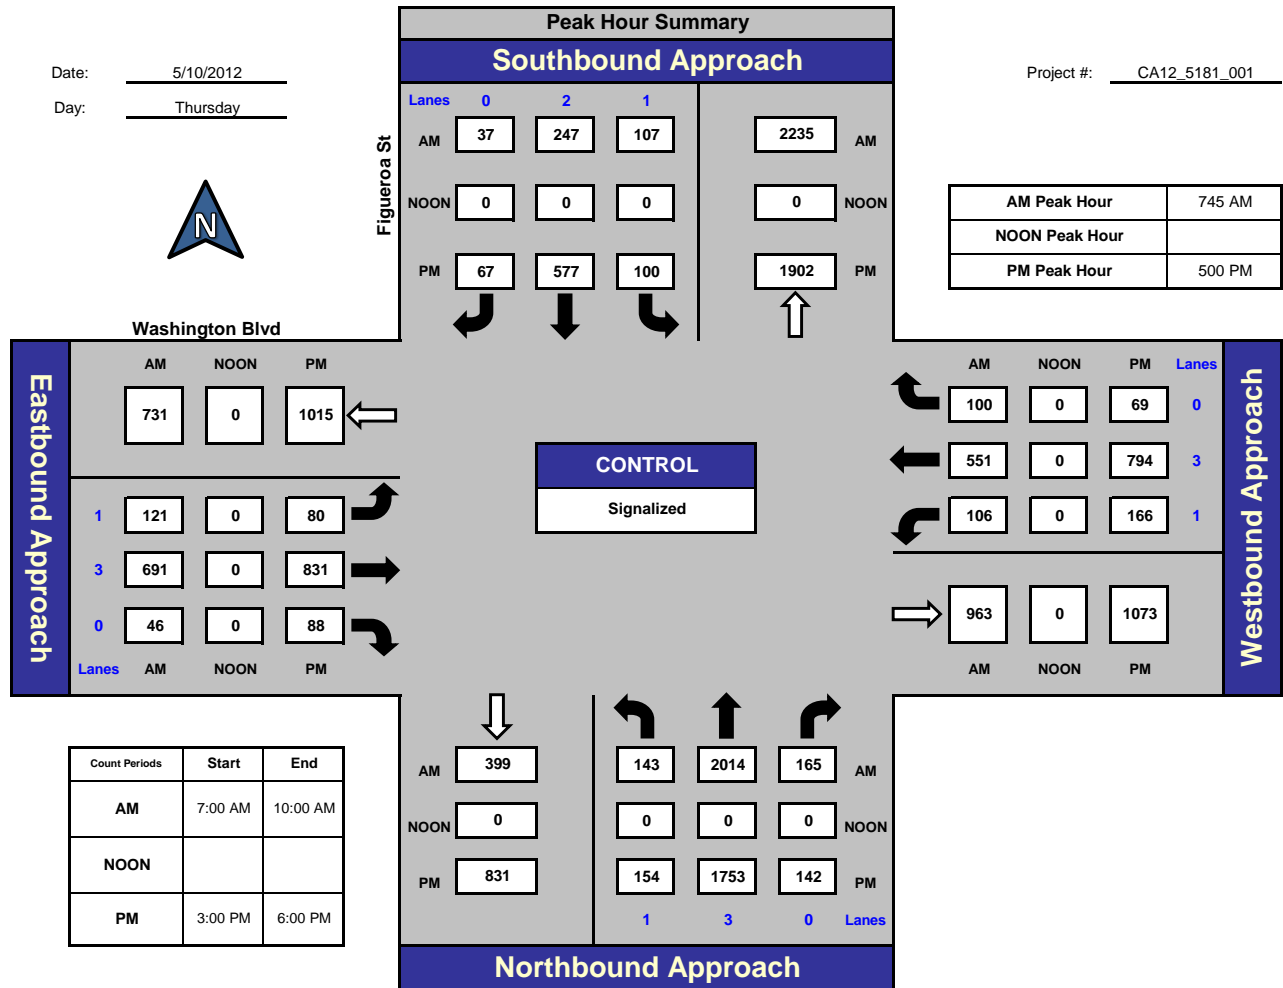 Peak Hour Summary
Southbound Approach
Date: 5/10/2012
Day: Thursday
Project #: CA12_5181_001
N
Figueroa St
Lanes 0 2 1
AM 37 247 107 2235 AM
NOON 0 0 0 0 NOON
PM 67 577 100 1902 PM
AM Peak Hour 745 AM
NOON Peak Hour
PM Peak Hour 500 PM
Washington Blvd
Eastbound Approach
AM NOON PM
731 0 1015
1 121 0 80
3 691 0 831
0 46 0 88
Lanes AM NOON PM
CONTROL
Signalized
AM NOON PM Lanes
100 0 69 0
551 0 794 3
106 0 166 1
963 0 1073
AM NOON PM
Westbound Approach
Count Periods Start End
AM 7:00 AM 10:00 AM
NOON
PM 3:00 PM 6:00 PM
AM 399 143 2014 165 AM
NOON 0 0 0 0 NOON
PM 831 154 1753 142 PM
1 3 0 Lanes
Northbound Approach